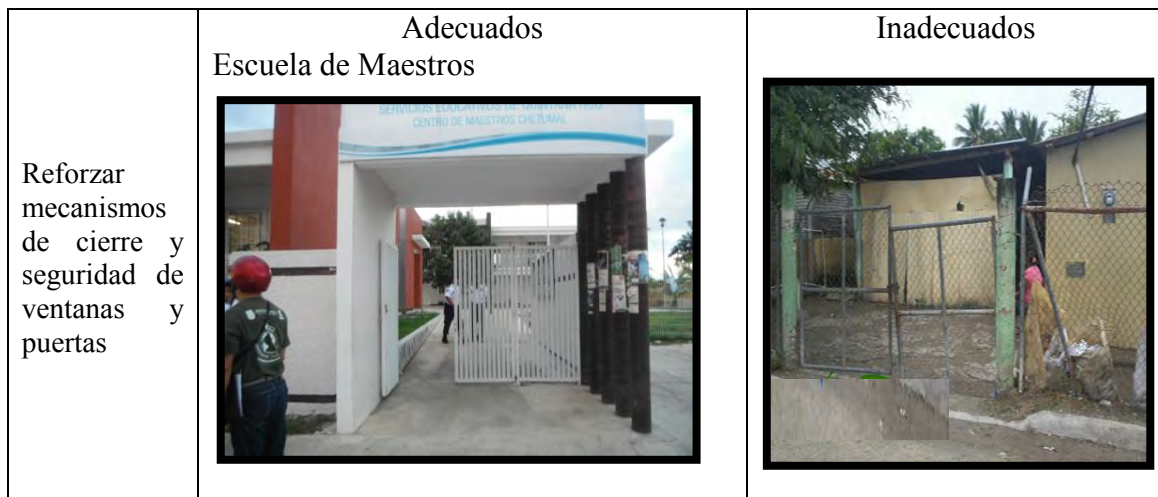 Reforzar
mecanismos
de cierre y
seguridad de
ventanas y
puertas
Adecuados
Escuela de Maestros
SERVICIOS EDUCATIVOS DE QUINTANA ROO
CENTRO DE MAESTROS CHETUMAL
Inadecuados